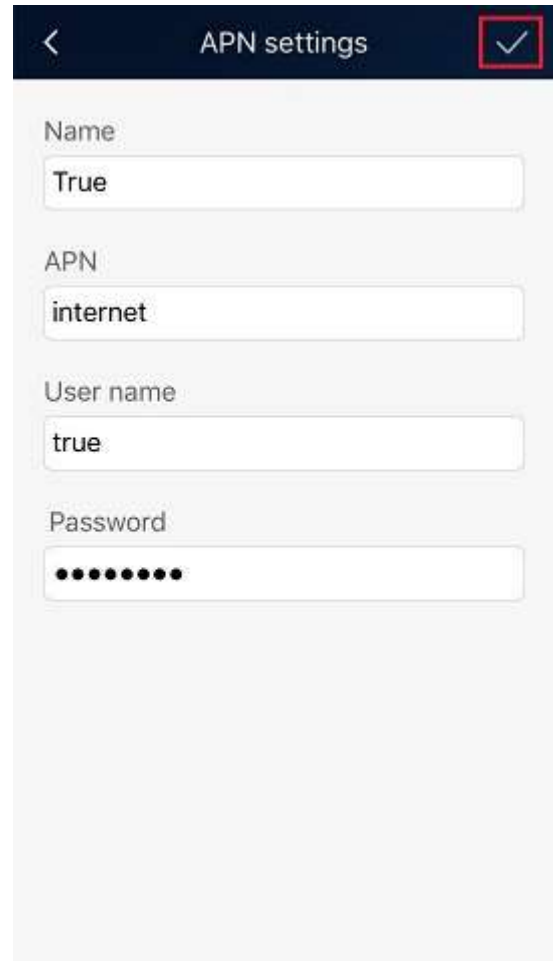 APN settings
Name
True
APN
internet
User name
true
Password
••••••••